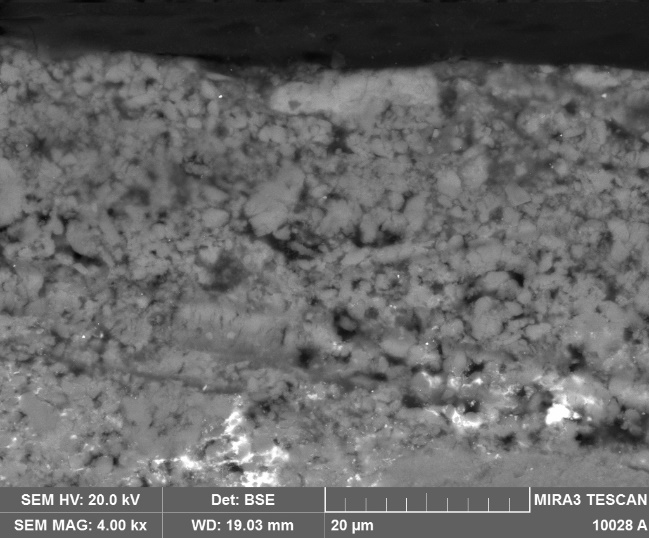 SEM HV: 20.0 kV Det: BSE MIRA3 TESCAN
SEM MAG: 4.00 kx WD: 19.03 mm 20 µm 10028 A